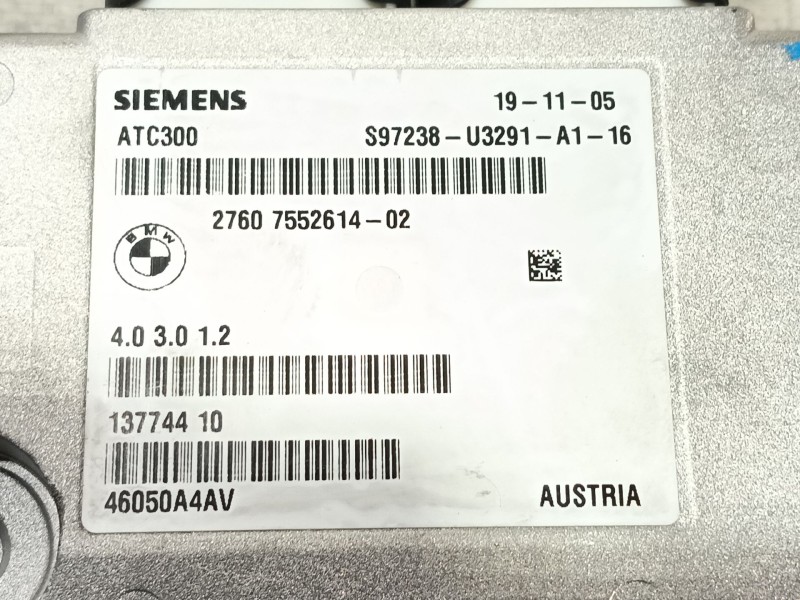 SIEMENS 19-11-05
ATC300 S97238-U3291-A1-16
2760 7552614-02
BMW
4.0 3.0 1.2
137744 10
46050A4AV AUSTRIA